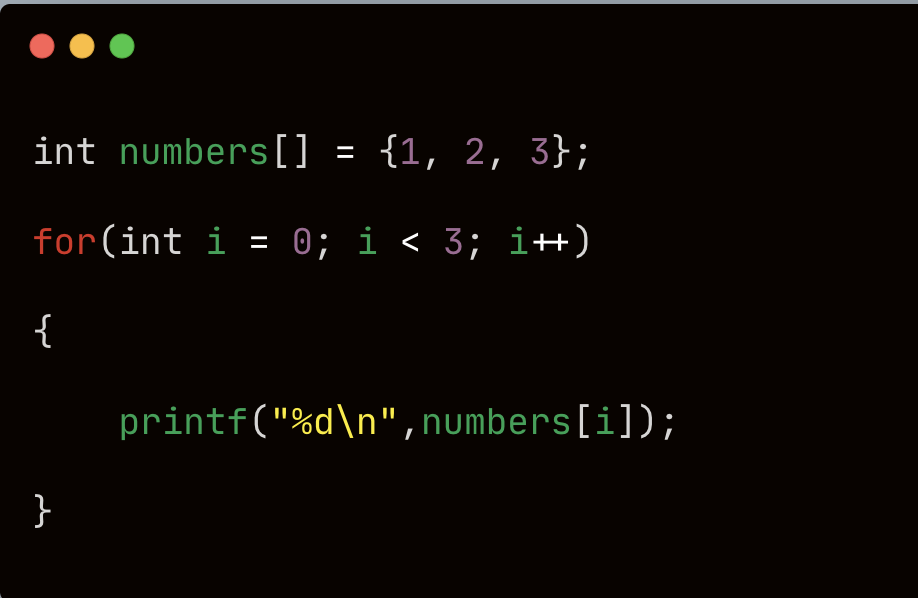 int numbers[] = {1, 2, 3};
for(int i = 0; i < 3; i++)
{
    printf("%d\n",numbers[i]);
}